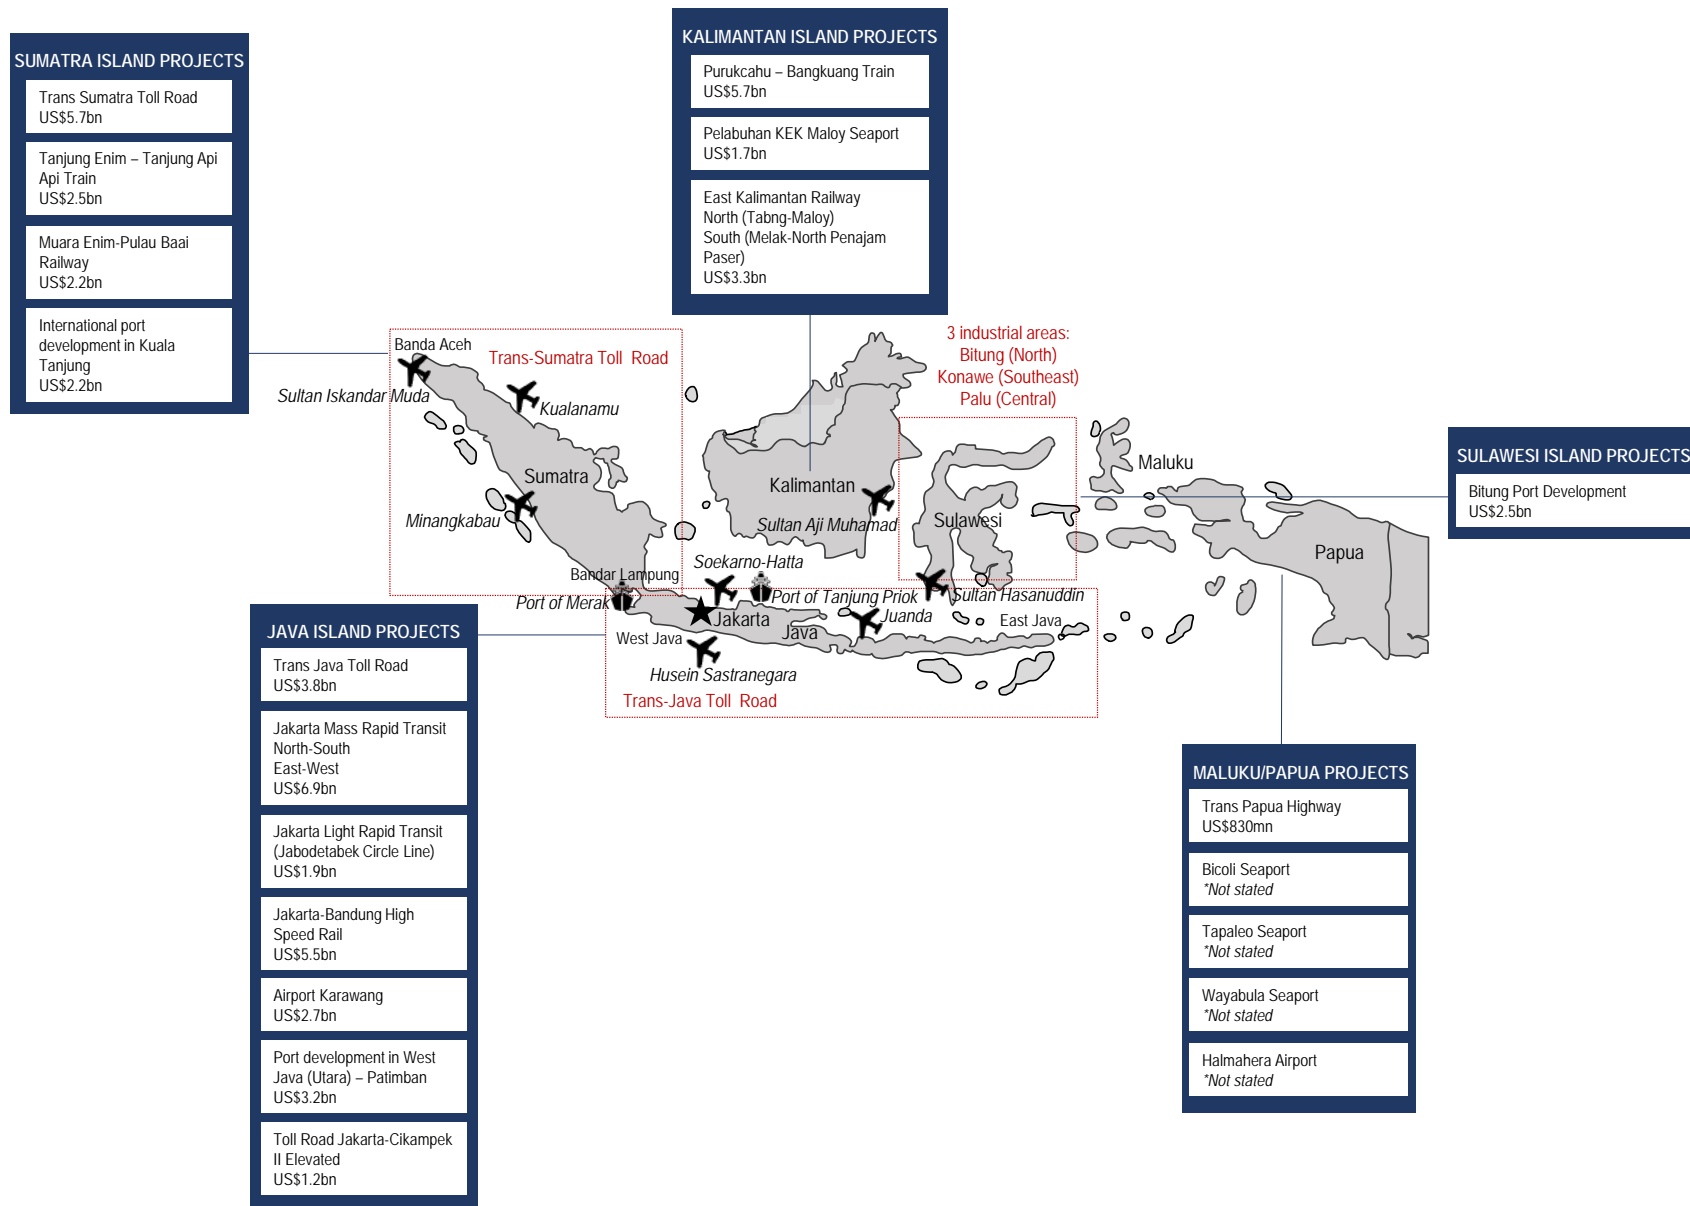 SUMATRA ISLAND PROJECTS
Trans Sumatra Toll Road
US$5.7bn
Tanjung Enim – Tanjung Api
Api Train
US$2.5bn
Muara Enim-Pulau Baai
Railway
US$2.2bn
International port
development in Kuala
Tanjung
US$2.2bn
KALIMANTAN ISLAND PROJECTS
Purukcahu – Bangkuang Train
US$5.7bn
Pelabuhan KEK Maloy Seaport
US$1.7bn
East Kalimantan Railway
North (Tabng-Maloy)
South (Melak-North Penajam
Paser)
US$3.3bn
3 industrial areas:
Bitung (North)
Konawe (Southeast)
Palu (Central)
Banda Aceh
Trans-Sumatra Toll Road
Sultan Iskandar Muda
Kualanamu
Sumatra
Minangkabau
Kalimantan
Sultan Aji Muhamad
Sulawesi
Maluku
Papua
Soekarno-Hatta
Bandar Lampung
Port of Merak
Port of Tanjung Priok
Sultan Hasanuddin
Jakarta
Java
Juanda
East Java
West Java
Husein Sastranegara
Trans-Java Toll Road
SULAWESI ISLAND PROJECTS
Bitung Port Development
US$2.5bn
JAVA ISLAND PROJECTS
Trans Java Toll Road
US$3.8bn
Jakarta Mass Rapid Transit
North-South
East-West
US$6.9bn
Jakarta Light Rapid Transit
(Jabodetabek Circle Line)
US$1.9bn
Jakarta-Bandung High
Speed Rail
US$5.5bn
Airport Karawang
US$2.7bn
Port development in West
Java (Utara) – Patimban
US$3.2bn
Toll Road Jakarta-Cikampek
II Elevated
US$1.2bn
MALUKU/PAPUA PROJECTS
Trans Papua Highway
US$830mn
Bicoli Seaport
*Not stated
Tapaleo Seaport
*Not stated
Wayabula Seaport
*Not stated
Halmahera Airport
*Not stated